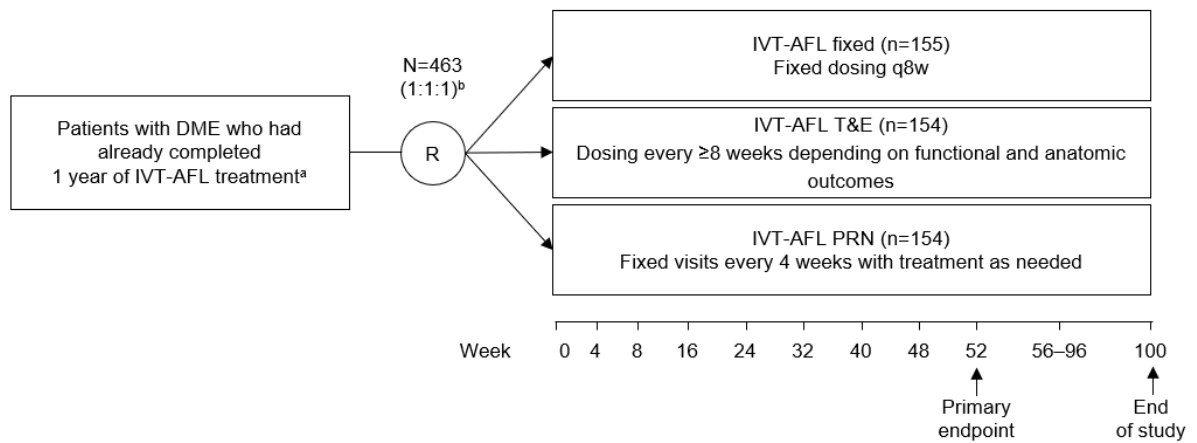 Patients with DME who had
already completed
1 year of IVT-AFL treatmentᵃ
N=463
(1:1:1)ᵇ
R
IVT-AFL fixed (n=155)
Fixed dosing q8w
IVT-AFL T&E (n=154)
Dosing every ≥8 weeks depending on functional and anatomic
outcomes
IVT-AFL PRN (n=154)
Fixed visits every 4 weeks with treatment as needed
Week 0 4 8 16 24 32 40 48 52 56–96 100
Primary
endpoint
End
of study